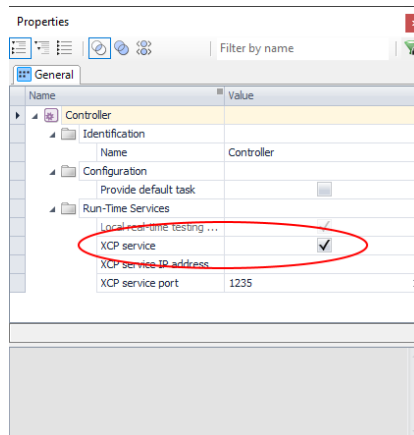 Properties
Filter by name
General
Name Value
Controller
Identification
Name Controller
Configuration
Provide default task
Run-Time Services
Local real-time testing ...
XCP service
XCP service IP address
XCP service port 1235